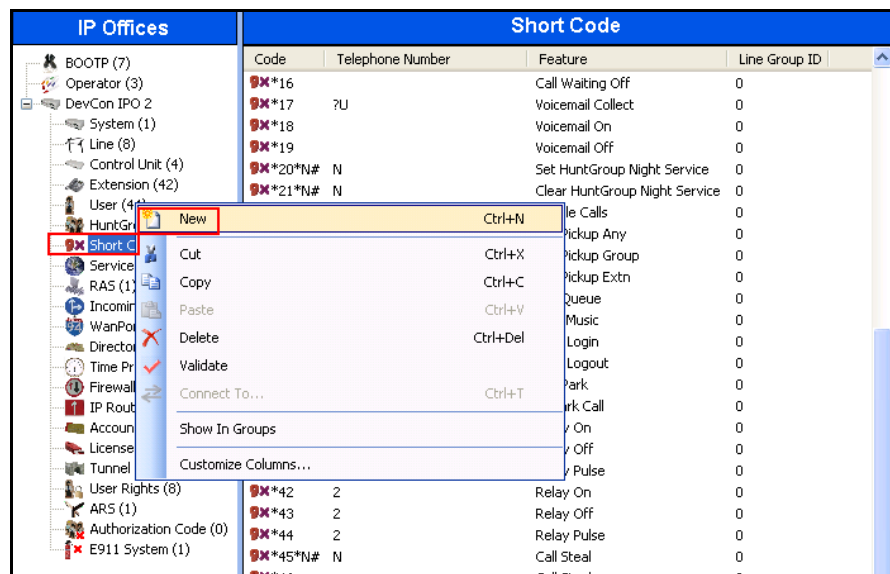 IP Offices
BOOTP (7)
Operator (3)
DevCon IPO 2
System (1)
Line (8)
Control Unit (4)
Extension (42)
User (44)
HuntGr
Short C
Service
RAS (1)
Incomin
WanPo
Directo
Time Pr
Firewall
IP Rout
Accoun
License
Tunnel
User Rights (8)
ARS (1)
Authorization Code (0)
E911 System (1)
New Ctrl+N
Cut Ctrl+X
Copy Ctrl+C
Paste Ctrl+V
Delete Ctrl+Del
Validate
Connect To... Ctrl+T
Show In Groups
Customize Columns...
Short Code
Code Telephone Number Feature Line Group ID
*16 Call Waiting Off 0
*17 ?U Voicemail Collect 0
*18 Voicemail On 0
*19 Voicemail Off 0
*20*N# N Set HuntGroup Night Service 0
*21*N# N Clear HuntGroup Night Service 0
le Calls 0
Pickup Any 0
Pickup Group 0
Pickup Extn 0
Queue 0
Music 0
Login 0
Logout 0
Park 0
rk Call 0
y On 0
y Off 0
y Pulse 0
*42 2 Relay On 0
*43 2 Relay Off 0
*44 2 Relay Pulse 0
*45*N# N Call Steal 0